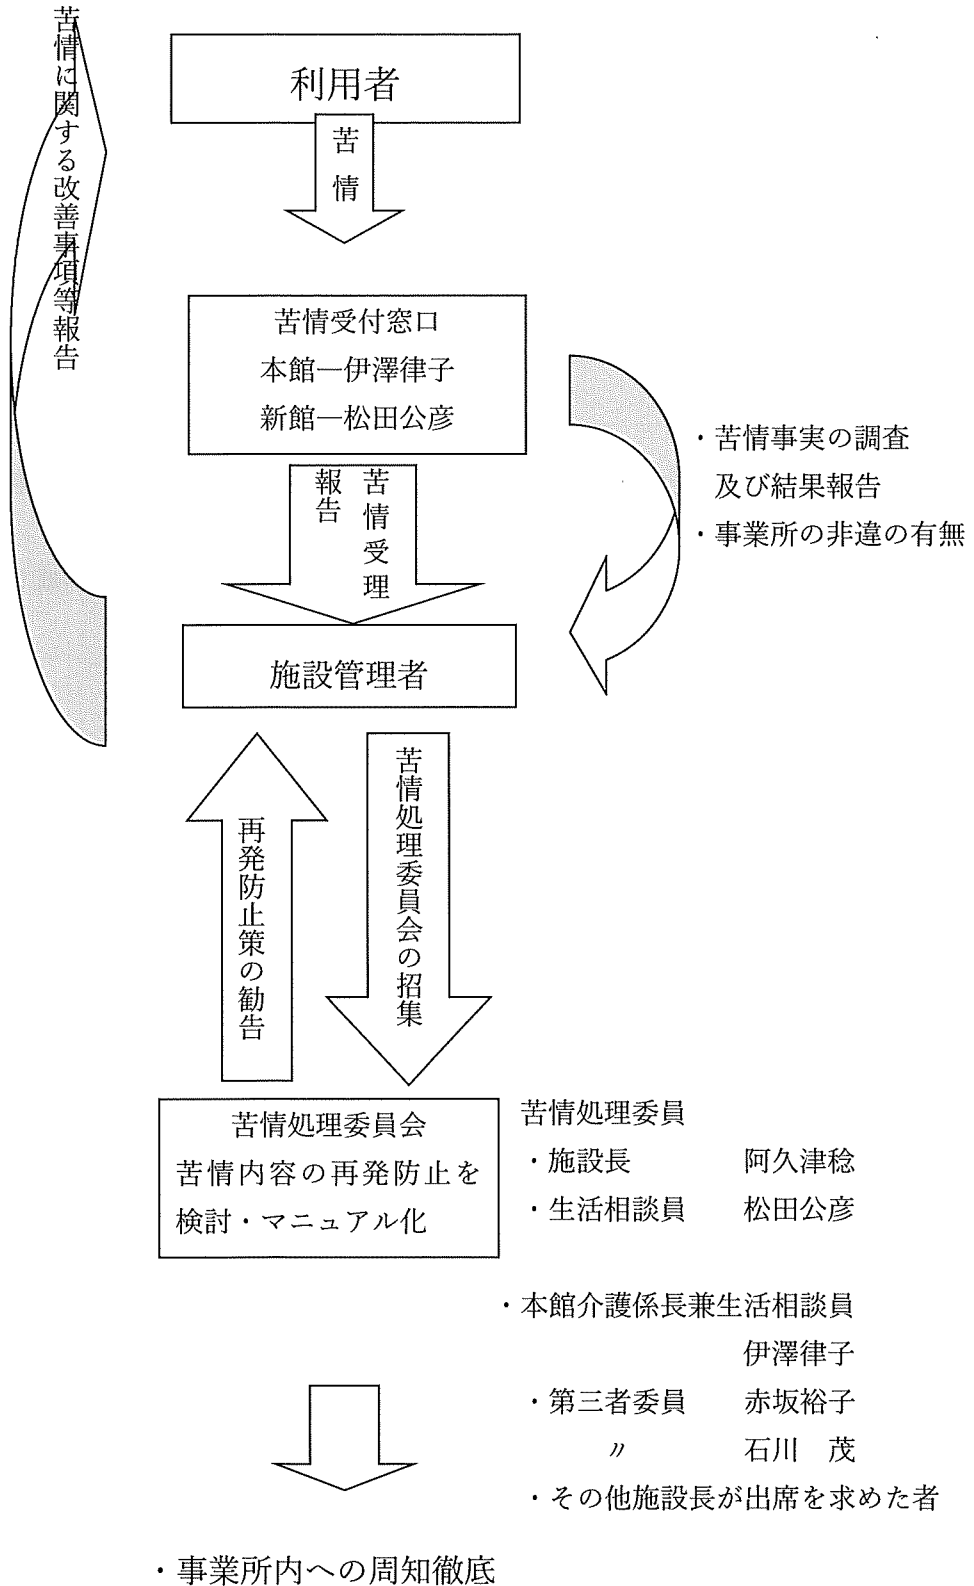 苦情に関する改善事項等報告
利用者
苦情
苦情受付窓口
本館―伊澤律子
新館―松田公彦
・苦情事実の調査
及び結果報告
・事業所の非違の有無
苦情受理
報告
施設管理者
再発防止策の勧告
苦情処理委員会の招集
苦情処理委員会
苦情内容の再発防止を
検討・マニュアル化
苦情処理委員
・施設長　阿久津稔
・生活相談員　松田公彦
・本館介護係長兼生活相談員
伊澤律子
・第三者委員　赤坂裕子
〃　石川　茂
・その他施設長が出席を求めた者
・事業所内への周知徹底